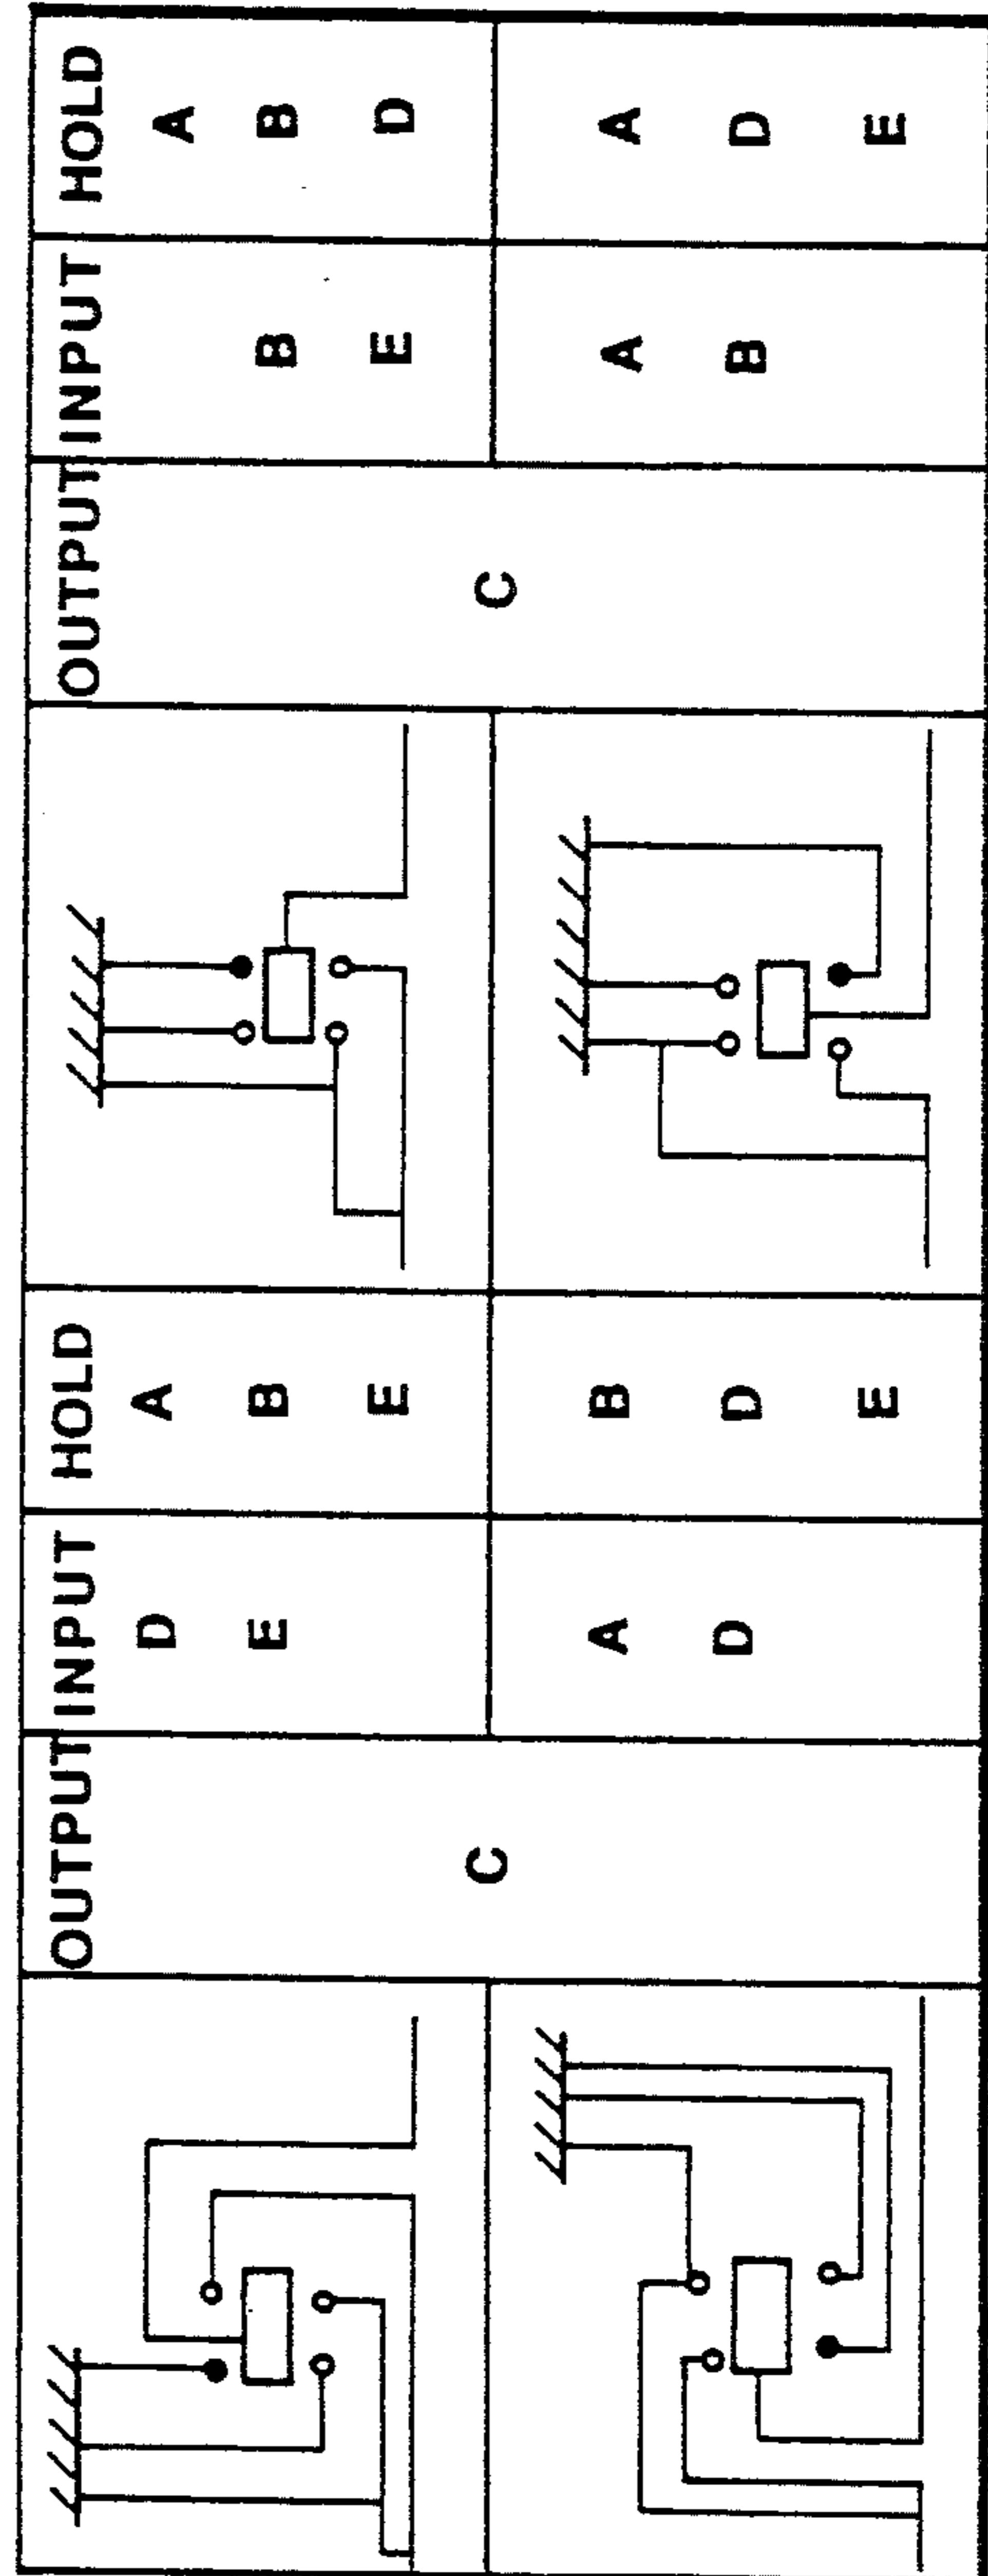 OUTPUT INPUT HOLD OUTPUT INPUT HOLD
D A A
E B B B
E E D
C C
A B A A
D D B D
E E